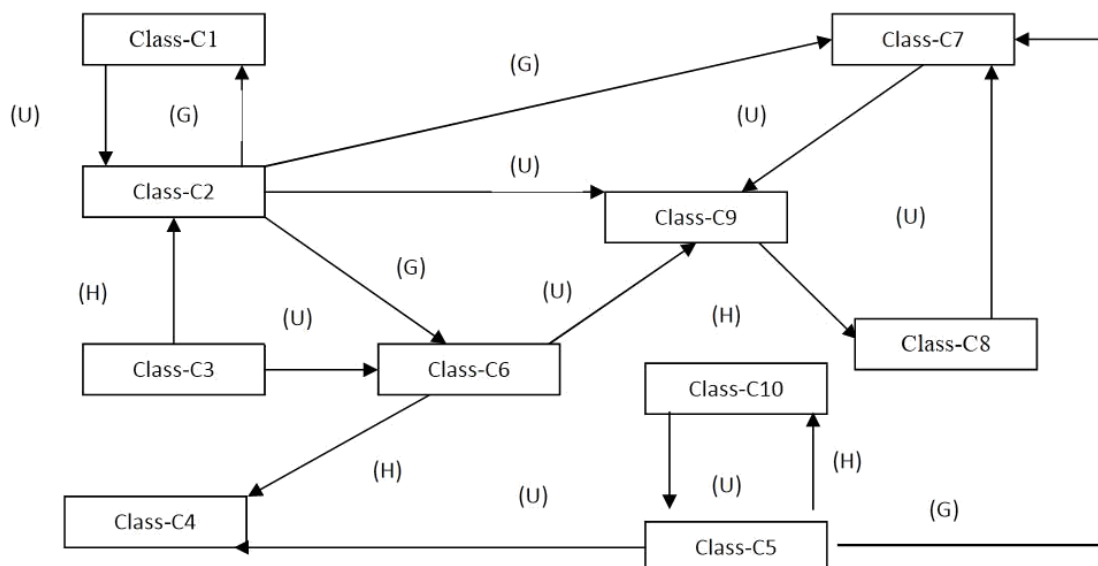 Class-C1
Class-C7
(G)
(U)
(G)
(U)
(U)
Class-C2
Class-C9
(U)
(G)
(H)
(U)
(U)
(H)
Class-C8
Class-C3
Class-C6
Class-C10
(H)
(H)
(U)
(U)
(G)
Class-C4
Class-C5